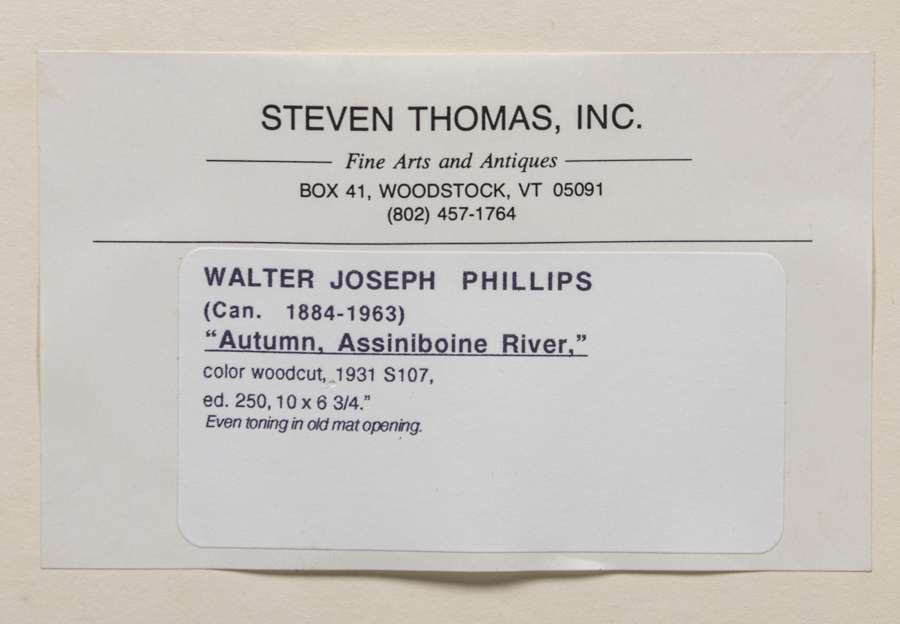 STEVEN THOMAS, INC.
Fine Arts and Antiques
BOX 41, WOODSTOCK, VT 05091
(802) 457-1764
WALTER JOSEPH PHILLIPS
(Can. 1884-1963)
“Autumn, Assiniboine River,”
color woodcut, 1931 S107,
ed. 250, 10 x 6 3/4.”
Even toning in old mat opening.